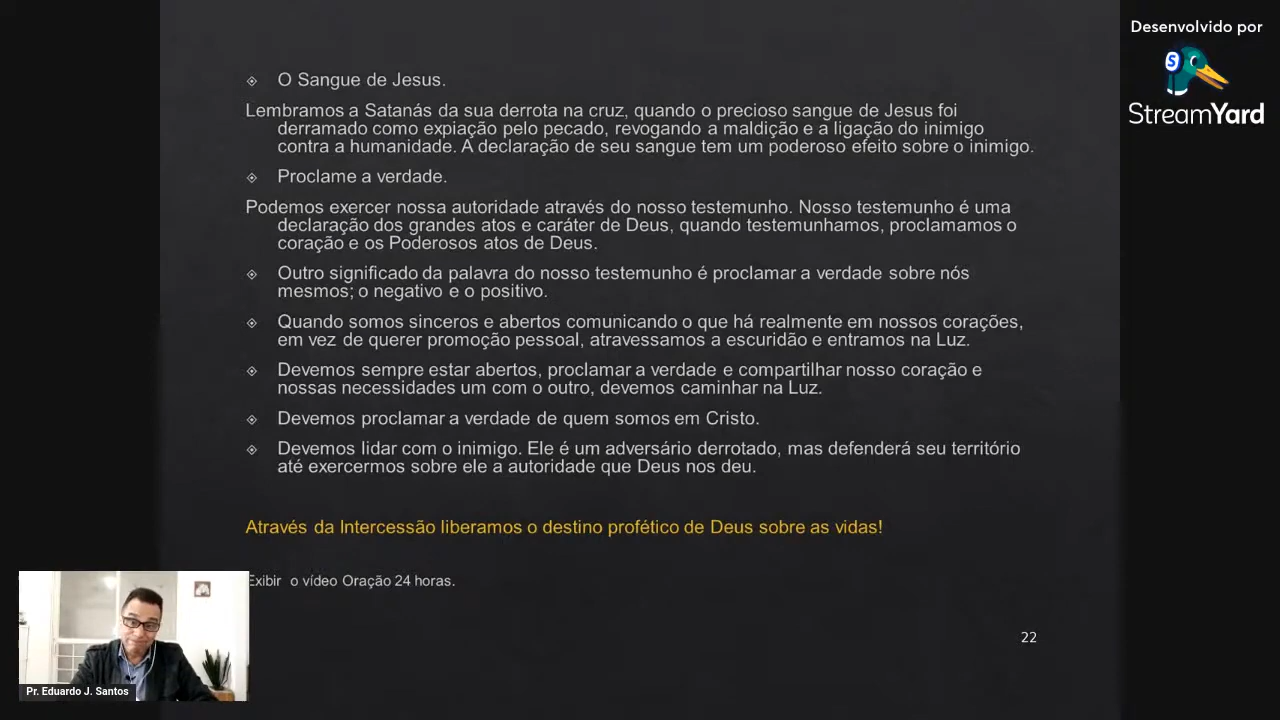 Desenvolvido por
StreamYard
O Sangue de Jesus.
Lembramos a Satanás da sua derrota na cruz, quando o precioso sangue de Jesus foi
derramado como expiação pelo pecado, revogando a maldição e a ligação do inimigo
contra a humanidade. A declaração de seu sangue tem um poderoso efeito sobre o inimigo.
Proclame a verdade.
Podemos exercer nossa autoridade através do nosso testemunho. Nosso testemunho é uma
declaração dos grandes atos e caráter de Deus, quando testemunhamos, proclamamos o
coração e os Poderosos atos de Deus.
Outro significado da palavra do nosso testemunho é proclamar a verdade sobre nós
mesmos; o negativo e o positivo.
Quando somos sinceros e abertos comunicando o que há realmente em nossos corações,
em vez de querer promoção pessoal, atravessamos a escuridão e entramos na Luz.
Devemos sempre estar abertos, proclamar a verdade e compartilhar nosso coração e
nossas necessidades um com o outro, devemos caminhar na Luz.
Devemos proclamar a verdade de quem somos em Cristo.
Devemos lidar com o inimigo. Ele é um adversário derrotado, mas defenderá seu território
até exercermos sobre ele a autoridade que Deus nos deu.
Através da Intercessão liberamos o destino profético de Deus sobre as vidas!
Exibir o vídeo Oração 24 horas.
22
Pr. Eduardo J. Santos